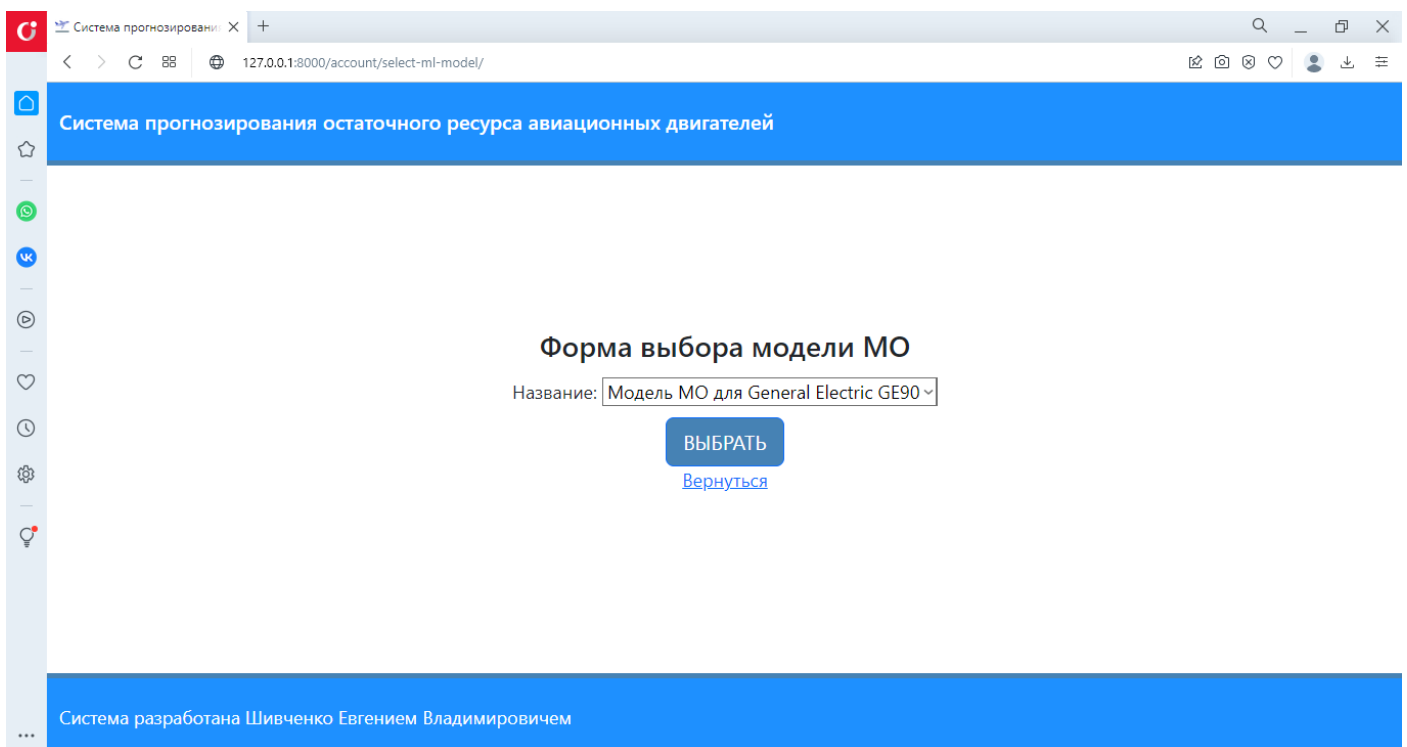 Система прогнозировани
127.0.0.1:8000/account/select-ml-model/
Система прогнозирования остаточного ресурса авиационных двигателей
Форма выбора модели МО
Название: Модель МО для General Electric GE90
ВЫБРАТЬ
Вернуться
Система разработана Шивченко Евгением Владимировичем